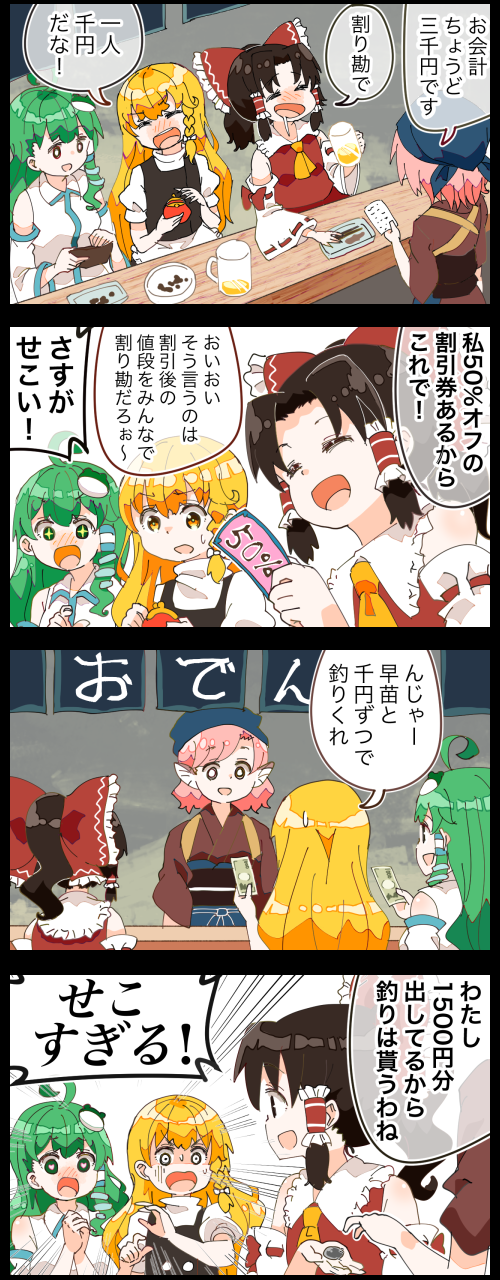 お会計
ちょうど
三千円です
割り勘で
一人
千円
だな！
私50%オフの
割引券あるから
これで！
おいおい
そう言うのは
割引後の
値段をみんなで
割り勘だろぉ〜
50%
さすが
せこい！
んじゃー
早苗と
千円ずつで
釣りくれ
おでん
わたし
1500円分
出してるから
釣りは貰うわね
せこ
すぎる！